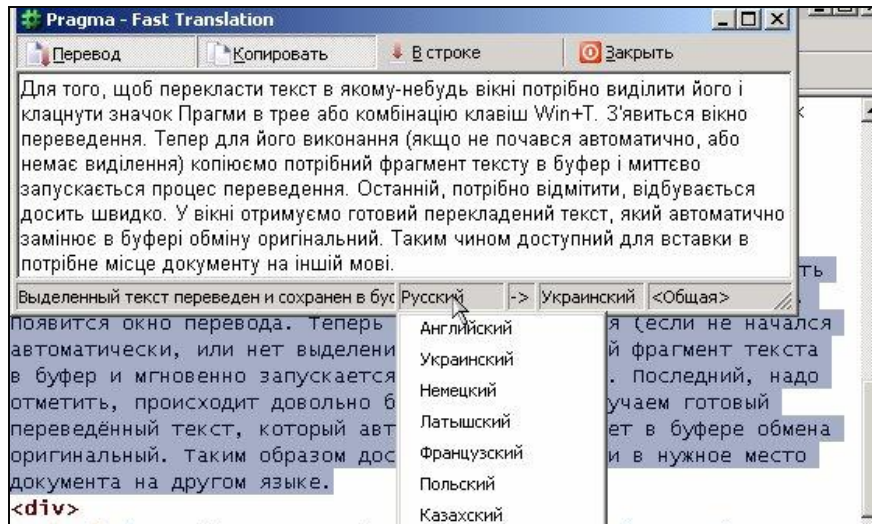 Pragma - Fast Translation
Перевод Копировать В строке Закрыть
Для того, щоб перекласти текст в якому-небудь вікні потрібно виділити його і
клацнути значок Прагми в трее або комбінацію клавіш Win+T. З'явиться вікно
переведення. Тепер для його виконання (якщо не почався автоматично, або
немає виділення) копіюємо потрібний фрагмент тексту в буфер і миттєво
запускається процес переведення. Останній, потрібно відмітити, відбувається
досить швидко. У вікні отримуємо готовий перекладений текст, який автоматично
замінює в буфері обміну оригінальний. Таким чином доступний для вставки в
потрібне місце документу на іншій мові.
ть
Выделенный текст переведен и сохранен в бус Русский -> Украинский <Общая>
Появится окно перевода. Теперь я (если не начался
автоматически, или нет выделени й фрагмент текста
в буфер и мгновенно запускается . Последний, надо
отметить, происходит довольно б учаем готовый
переведённый текст, который авт ет в буфере обмена
оригинальный. Таким образом дос и в нужное место
документа на другом языке.
<div>
Английский
Украинский
Немецкий
Латышский
Французский
Польский
Казахский